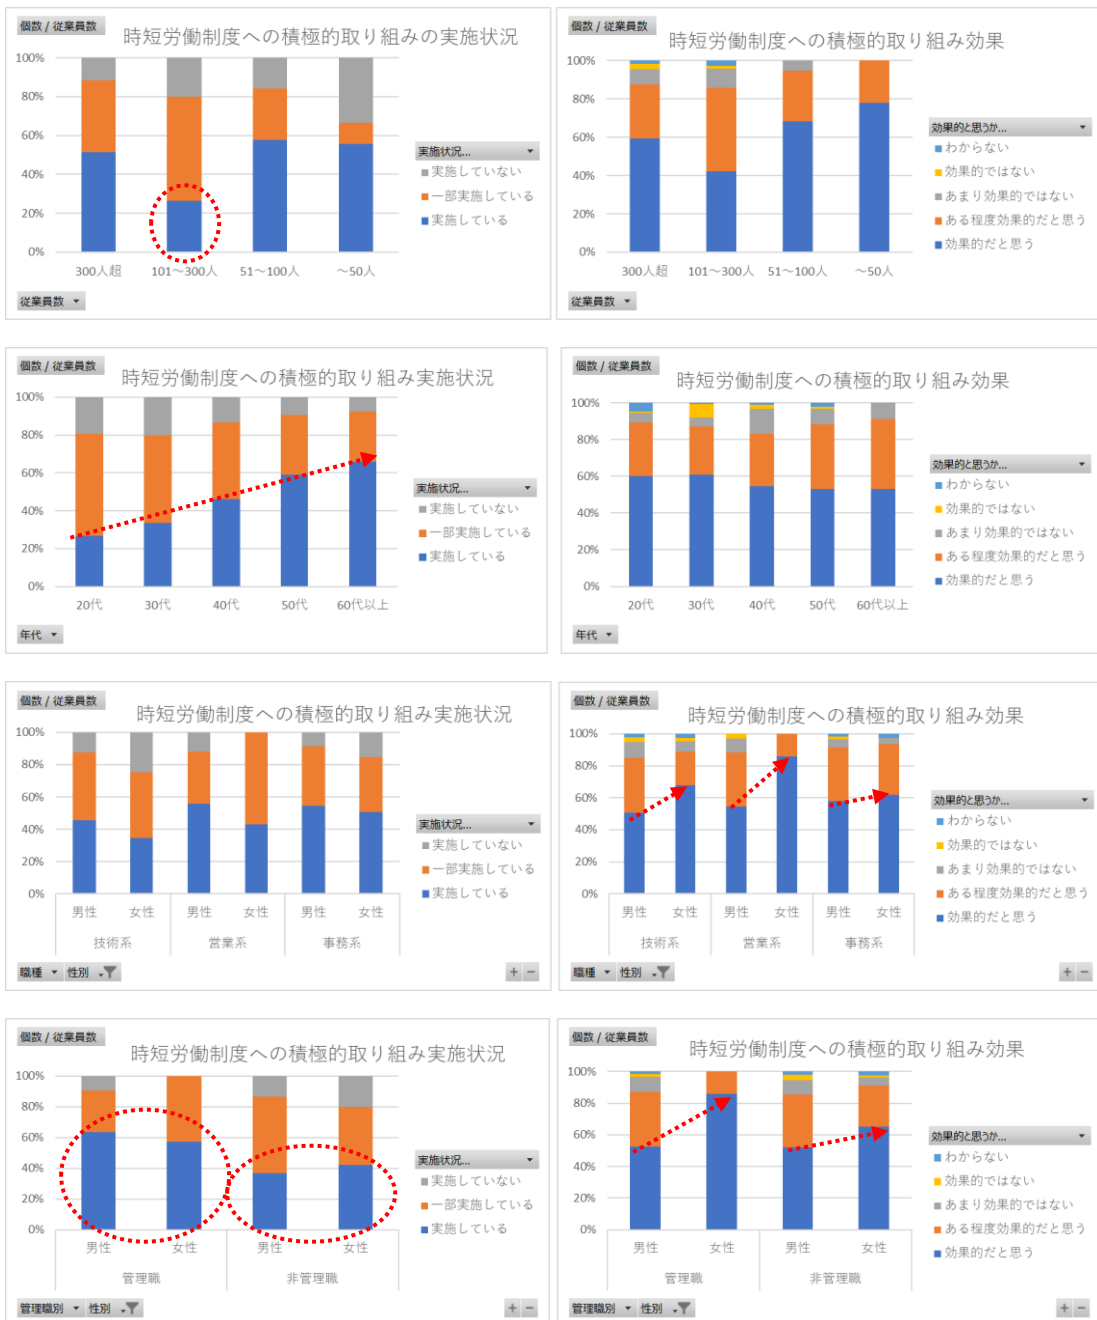 個数 / 従業員数
時短労働制度への積極的取り組みの実施状況
100%
80%
60%
40%
20%
0%
300人超 101～300人 51～100人 ～50人
実施状況...
実施していない
一部実施している
実施している
従業員数
個数 / 従業員数
時短労働制度への積極的取り組み効果
100%
80%
60%
40%
20%
0%
300人超 101～300人 51～100人 ～50人
効果的と思うか...
わからない
効果的ではない
あまり効果的ではない
ある程度効果的だと思う
効果的だと思う
従業員数
個数 / 従業員数
時短労働制度への積極的取り組み実施状況
100%
80%
60%
40%
20%
0%
20代 30代 40代 50代 60代以上
実施状況...
実施していない
一部実施している
実施している
年代
個数 / 従業員数
時短労働制度への積極的取り組み効果
100%
80%
60%
40%
20%
0%
20代 30代 40代 50代 60代以上
効果的と思うか...
わからない
効果的ではない
あまり効果的ではない
ある程度効果的だと思う
効果的だと思う
年代
個数 / 従業員数
時短労働制度への積極的取り組み実施状況
100%
80%
60%
40%
20%
0%
男性 女性 男性 女性 男性 女性
技術系 営業系 事務系
実施状況...
実施していない
一部実施している
実施している
職種 性別
+ −
個数 / 従業員数
時短労働制度への積極的取り組み効果
100%
80%
60%
40%
20%
0%
男性 女性 男性 女性 男性 女性
技術系 営業系 事務系
効果的と思うか...
わからない
効果的ではない
あまり効果的ではない
ある程度効果的だと思う
効果的だと思う
職種 性別
+ −
個数 / 従業員数
時短労働制度への積極的取り組み実施状況
100%
80%
60%
40%
20%
0%
男性 女性 男性 女性
管理職 非管理職
実施状況...
実施していない
一部実施している
実施している
管理職別 性別
+ −
個数 / 従業員数
時短労働制度への積極的取り組み効果
100%
80%
60%
40%
20%
0%
男性 女性 男性 女性
管理職 非管理職
効果的と思うか...
わからない
効果的ではない
あまり効果的ではない
ある程度効果的だと思う
効果的だと思う
管理職別 性別
+ −